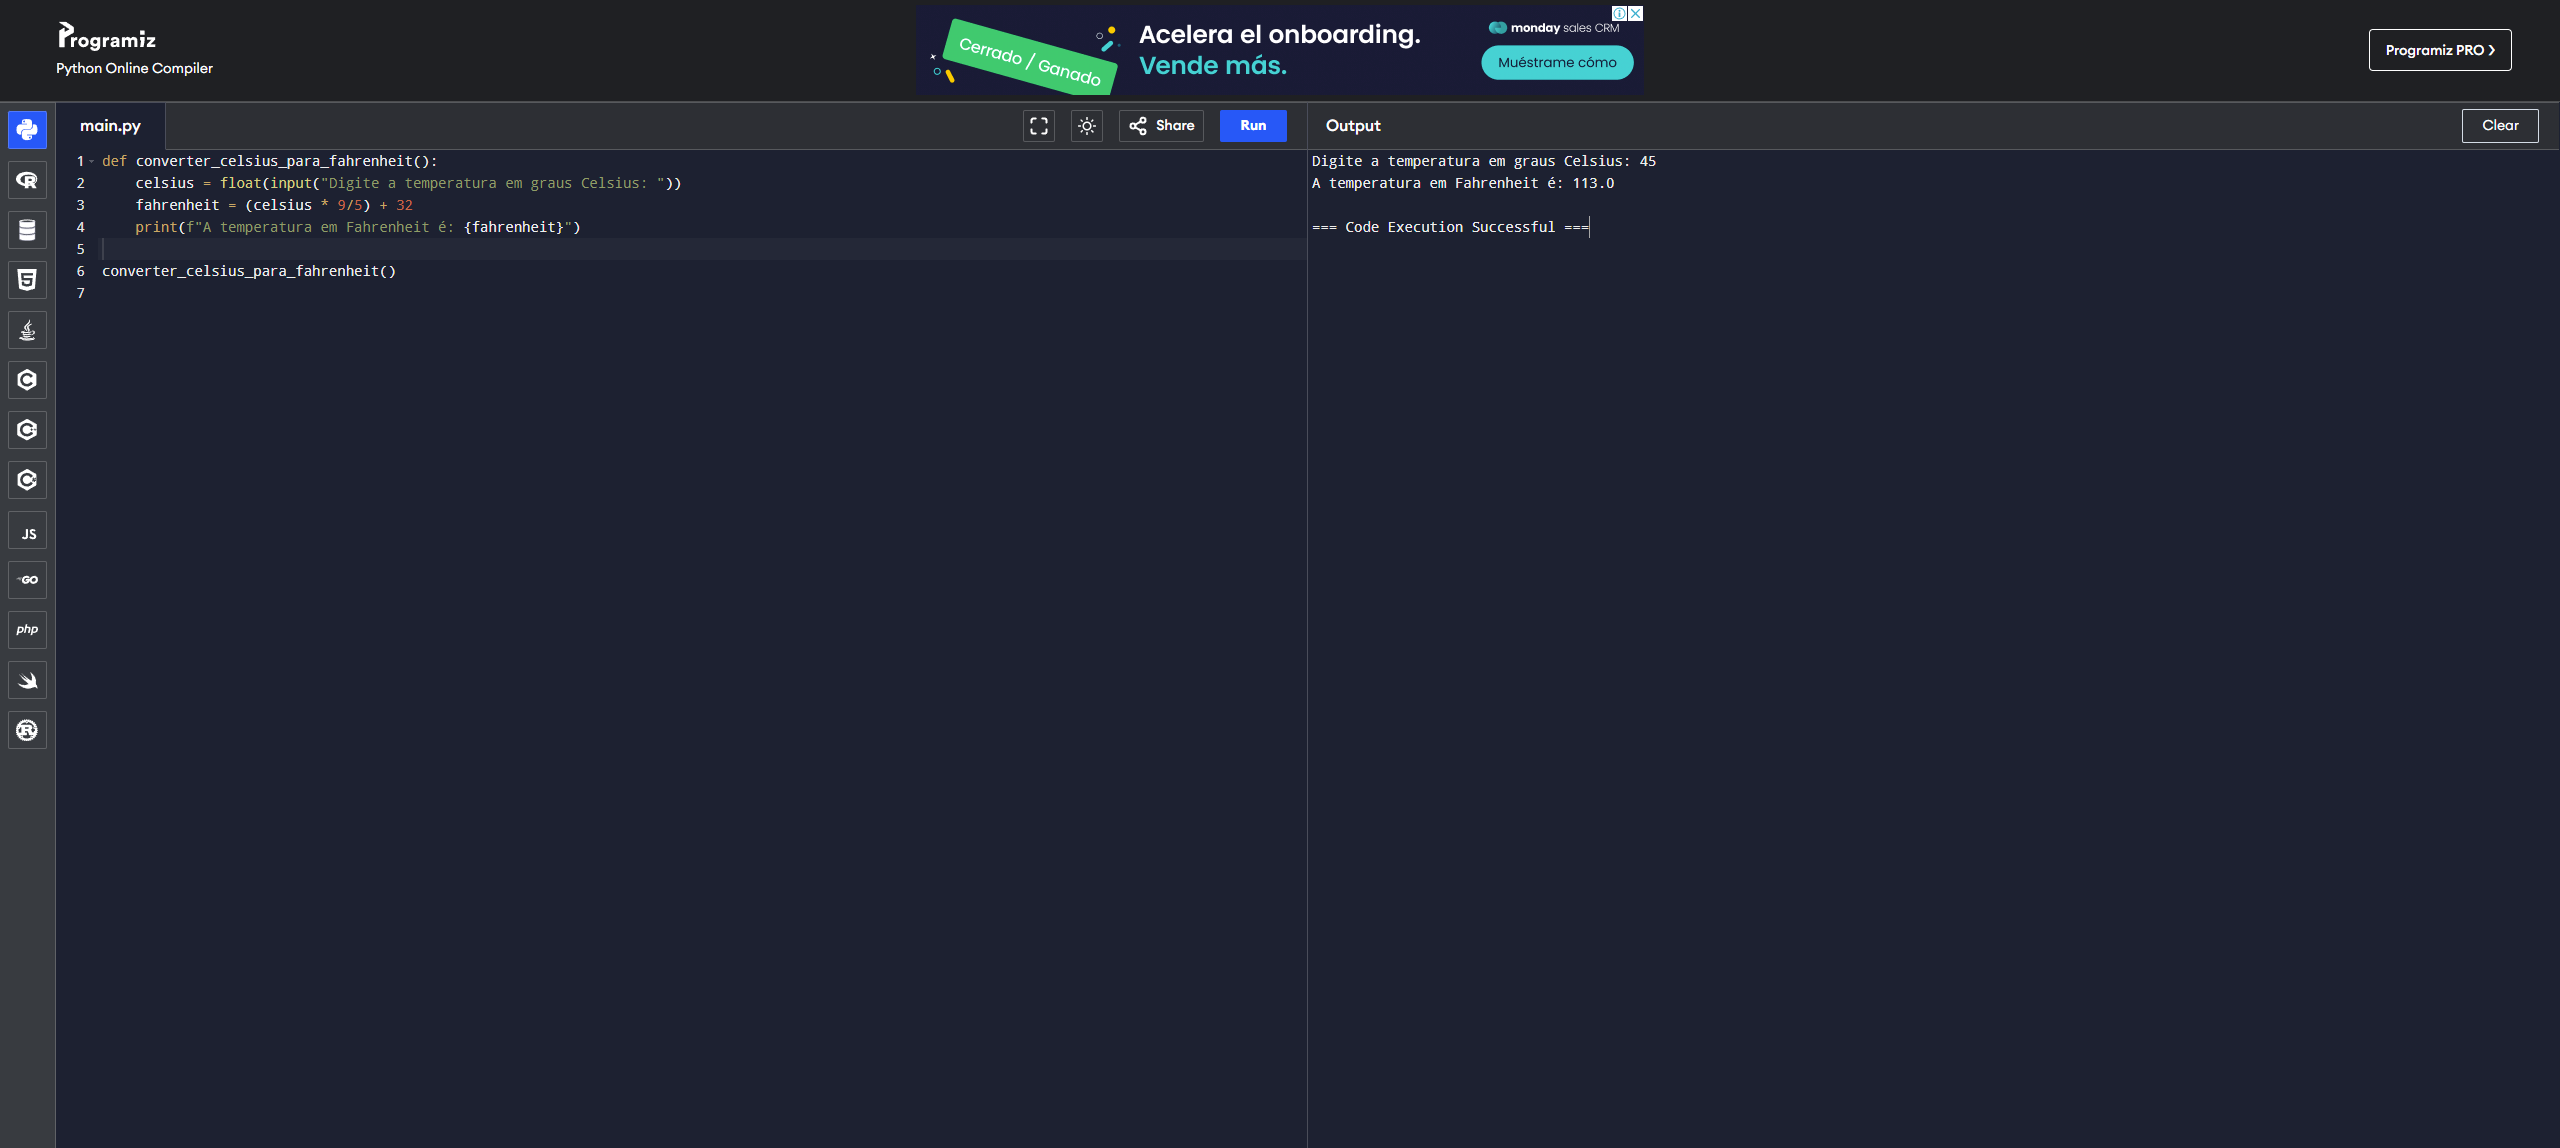 Programiz
Python Online Compiler
Cerrado / Ganado
Acelera el onboarding.
Vende más.
monday sales CRM
Muéstrame cómo
Programiz PRO ›
main.py
Share
Run
Output
Clear
1 def converter_celsius_para_fahrenheit():
2     celsius = float(input("Digite a temperatura em graus Celsius: "))
3     fahrenheit = (celsius * 9/5) + 32
4     print(f"A temperatura em Fahrenheit é: {fahrenheit}")
5
6 converter_celsius_para_fahrenheit()
7
Digite a temperatura em graus Celsius: 45
A temperatura em Fahrenheit é: 113.0
=== Code Execution Successful ===
R
5
C
C
C
JS
GO
php
R